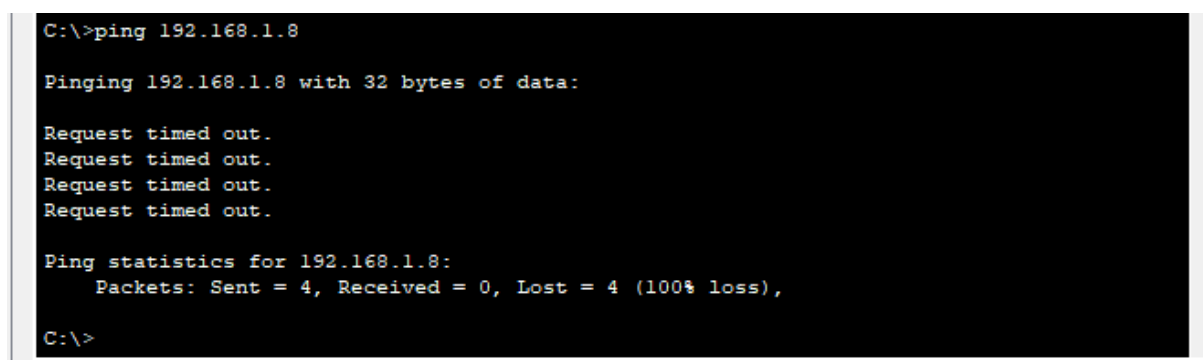 C:\>ping 192.168.1.8
Pinging 192.168.1.8 with 32 bytes of data:
Request timed out.
Request timed out.
Request timed out.
Request timed out.
Ping statistics for 192.168.1.8:
    Packets: Sent = 4, Received = 0, Lost = 4 (100% loss),
C:\>